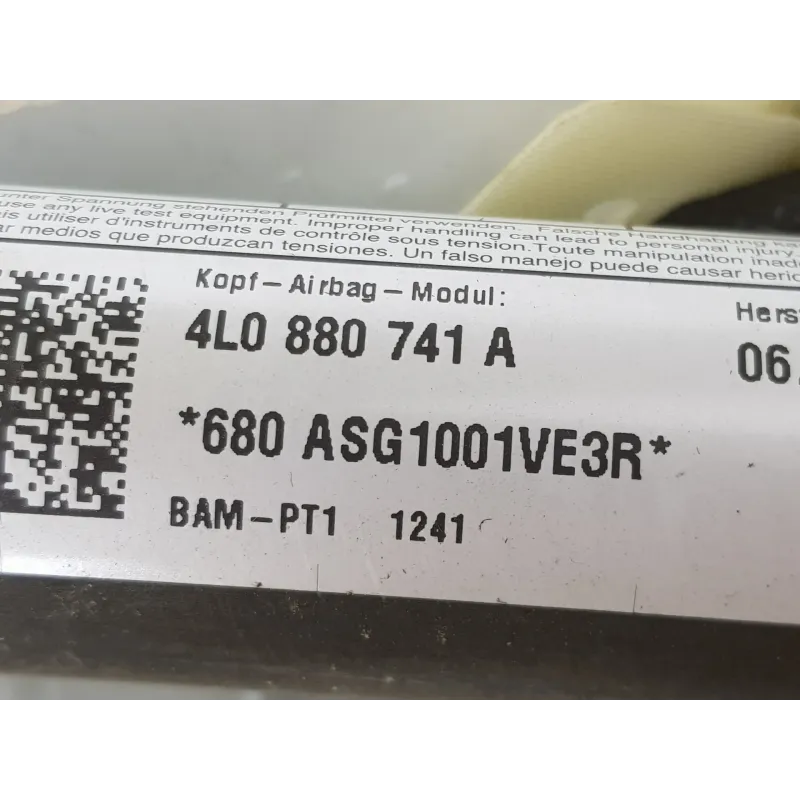 unter Spannung stehenden Prüfmittel verwenden. Falsche Handhabung
use any live test equipment. Improper handling can lead to personal injury
utiliser d'instruments de contrôle sous tension. Toute manipulation
medios que produzcan tensiones. Un falso manejo puede causar
Kopf-Airbag-Modul:
Hers
4L0 880 741 A
06.
*680 ASG1001VE3R*
BAM-PT1 1241